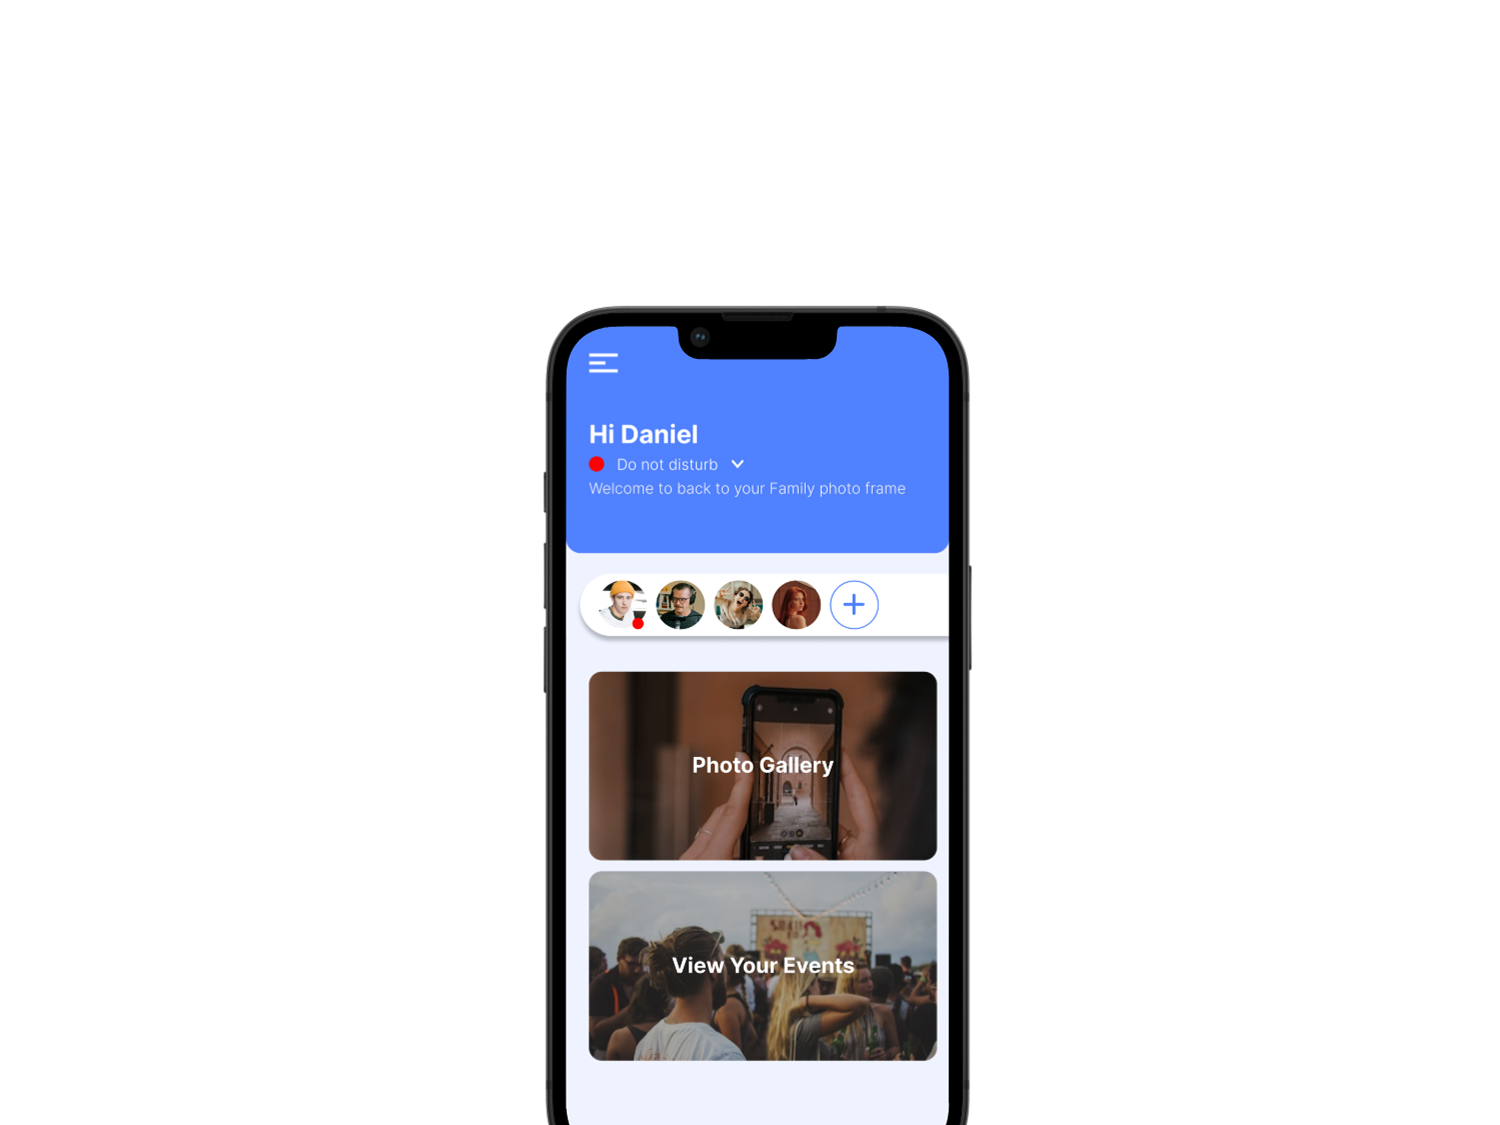 Hi Daniel
Do not disturb
Welcome to back to your Family photo frame
Photo Gallery
View Your Events